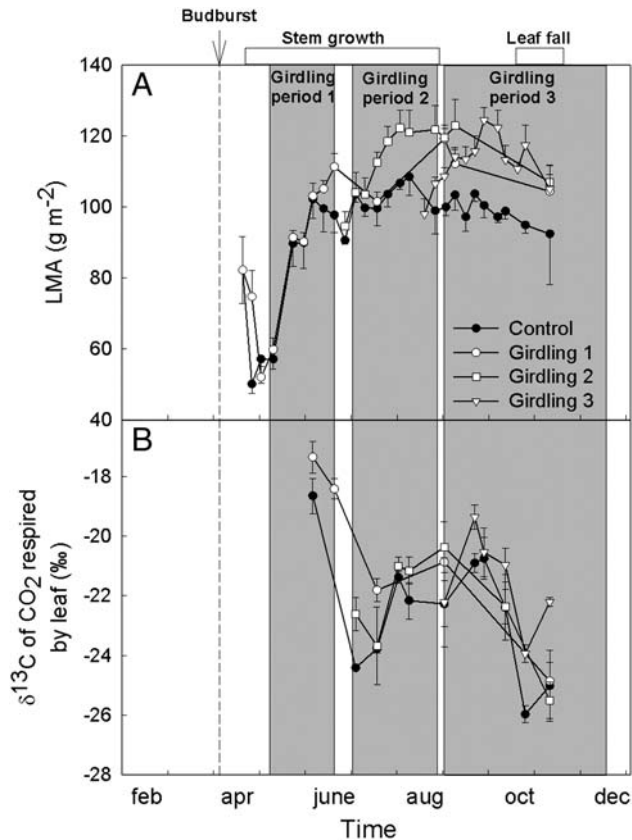 Budburst
Stem growth
Leaf fall
A
Girdling period 1
Girdling period 2
Girdling period 3
140
120
100
80
60
40
LMA (g m⁻²)
Control
Girdling 1
Girdling 2
Girdling 3
B
-18
-20
-22
-24
-26
-28
δ¹³C of CO₂ respired
by leaf (‰)
feb apr june aug oct dec
Time